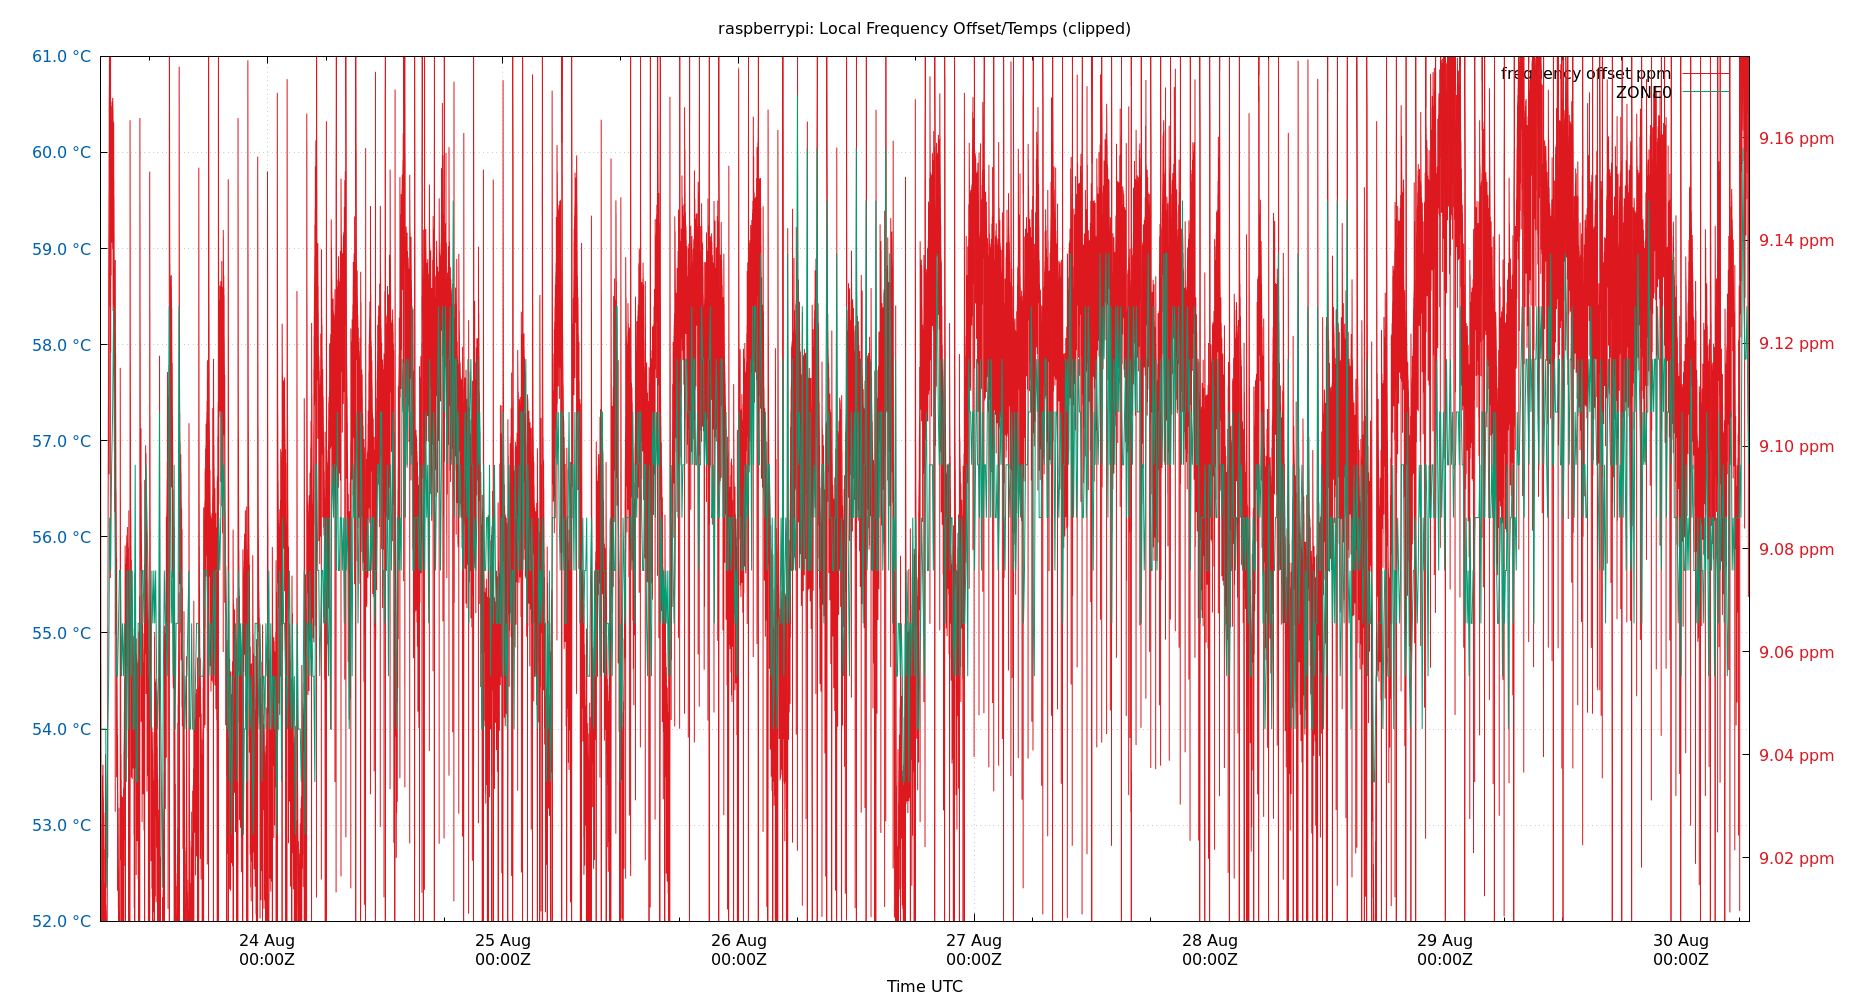 raspberrypi: Local Frequency Offset/Temps (clipped)
61.0 °C
60.0 °C
59.0 °C
58.0 °C
57.0 °C
56.0 °C
55.0 °C
54.0 °C
53.0 °C
52.0 °C
frequency offset ppm
ZONE0
9.16 ppm
9.14 ppm
9.12 ppm
9.10 ppm
9.08 ppm
9.06 ppm
9.04 ppm
9.02 ppm
24 Aug
00:00Z
25 Aug
00:00Z
26 Aug
00:00Z
27 Aug
00:00Z
28 Aug
00:00Z
29 Aug
00:00Z
30 Aug
00:00Z
Time UTC